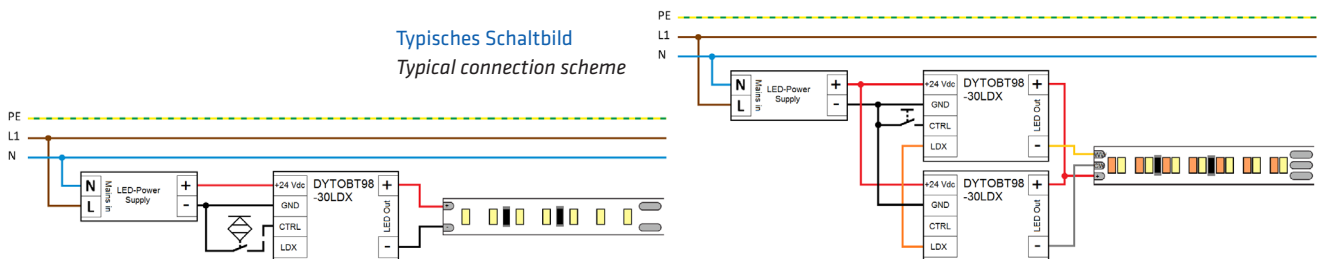 Typisches Schaltbild
Typical connection scheme
PE
L1
N
N
L
Mains in
LED-Power
Supply
+
-
+24 Vdc
GND
CTRL
LDX
DYTOBT98
-30LDX
LED Out
+
-
+
-
PE
L1
N
N
L
Mains in
LED-Power
Supply
+
-
+24 Vdc
GND
CTRL
LDX
DYTOBT98
-30LDX
LED Out
+
-
+24 Vdc
GND
CTRL
LDX
DYTOBT98
-30LDX
LED Out
+
-
+